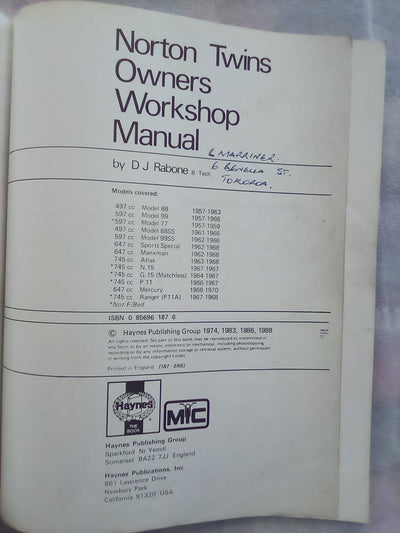 Norton Twins
Owners
Workshop
Manual
by D J Rabone B. Tech.
L MARRINER.
6 BENELLA ST.
TOKOROA.
Models covered:
497 cc Model 88 1957-1963
597 cc Model 99 1957-1966
*597 cc Model 77 1957-1959
497 cc Model 88SS 1961-1966
597 cc Model 99SS 1962-1966
647 cc Sports Special 1962-1968
647 cc Manxman 1962-1968
745 cc Atlas 1963-1968
*745 cc N.15 1967-1967
*745 cc G.15 (Matchless) 1964-1967
*745 cc P.11 1966-1967
647 cc Mercury 1968-1970
*745 cc Ranger (P11A) 1967-1968
*Not F/Bed
ISBN 0 85696 187 6
© Haynes Publishing Group 1974, 1983, 1986, 1988
All rights reserved. No part of this book may be reproduced or transmitted in
any form or by an means, electronic or mechanical, including photocopying,
recording or by any information storage or retrieval system, without permission
in writing from the copyright holder.
Printed in England (187-5N5)
Haynes
THE
BOOK
MIC
Haynes Publishing Group
Sparkford Nr Yeovil
Somerset BA22 7JJ England
Haynes Publications, Inc
861 Lawrence Drive
Newbury Park
California 91320 USA